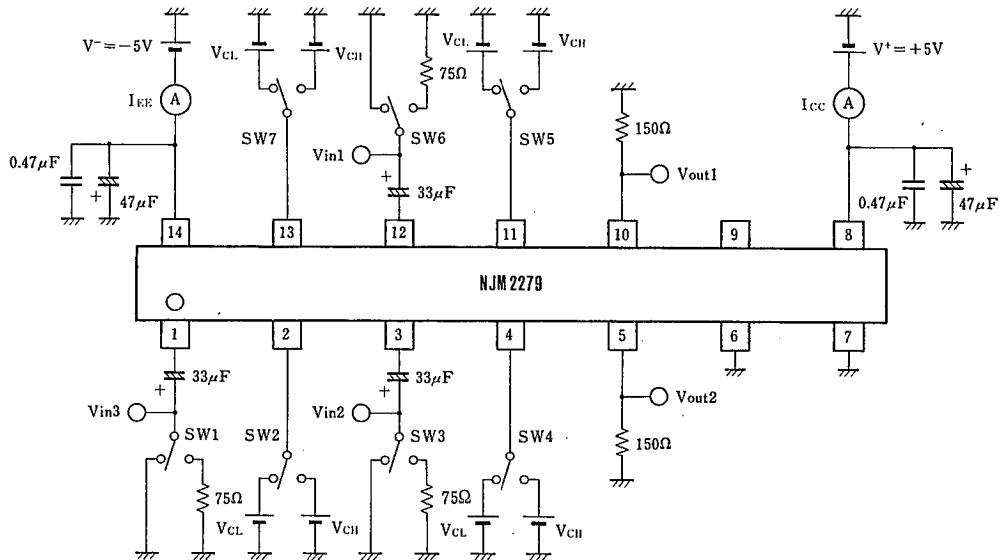 V⁻=−5V
V⁺=+5V
VCL
VCH
75Ω
VCL
VCH
IEE
A
SW7
SW6
SW5
150Ω
ICC
A
Vin1
Vout1
0.47μF
+
47μF
+
33μF
0.47μF
+
47μF
14
13
12
11
10
9
8
NJM2279
1
2
3
4
5
6
7
33μF
+
33μF
+
Vin3
Vin2
Vout2
SW1
SW2
SW3
SW4
150Ω
75Ω
75Ω
VCL
VCH
VCL
VCH